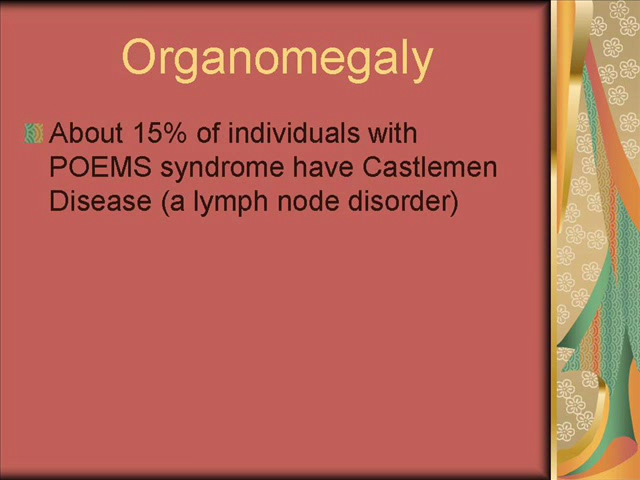 Organomegaly
About 15% of individuals with
POEMS syndrome have Castlemen
Disease (a lymph node disorder)